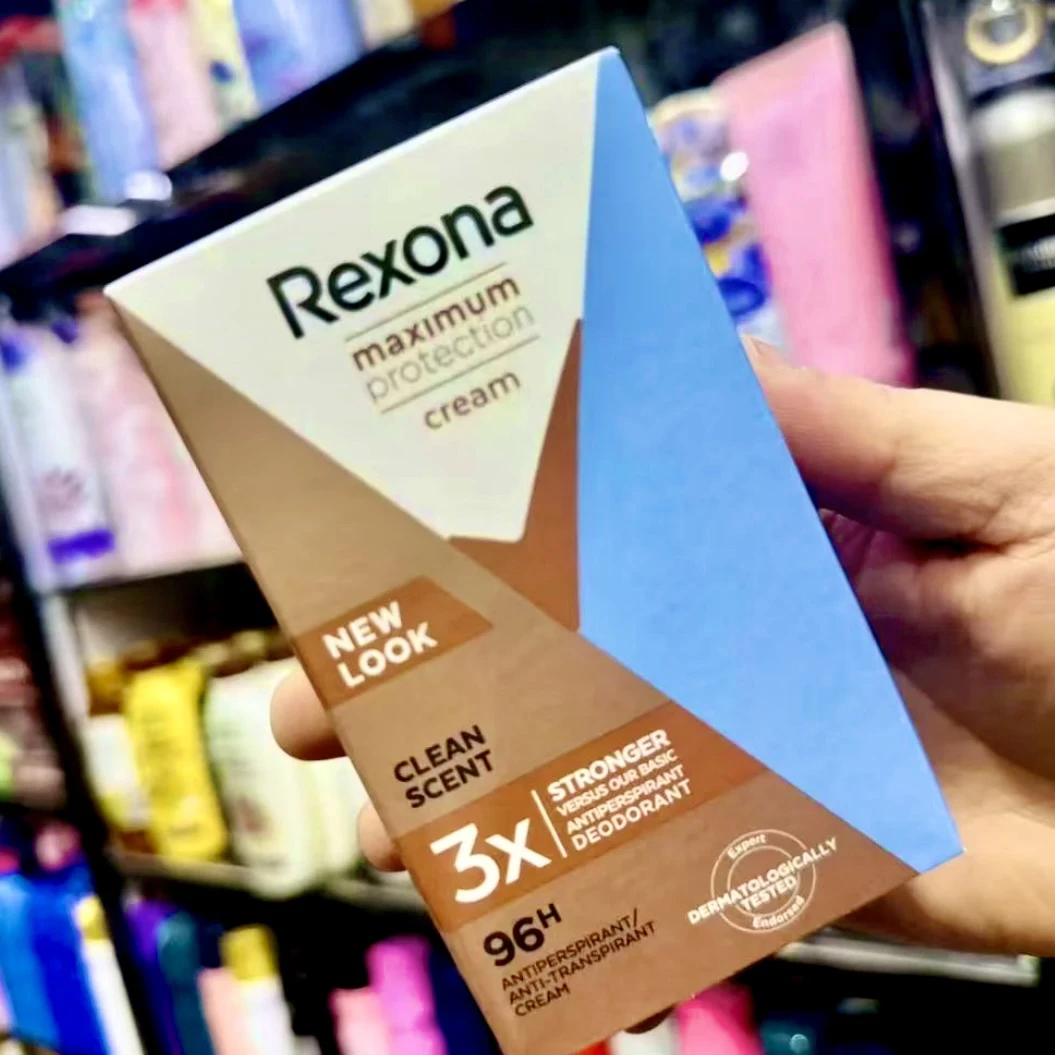 Rexona
maximum
protection
cream
NEW
LOOK
CLEAN
SCENT
3x
STRONGER
VERSUS OUR BASIC
ANTIPERSPIRANT
DEODORANT
Expert
DERMATOLOGICALLY
TESTED
Endorsed
96H
ANTIPERSPIRANT/
ANTI-TRANSPIRANT
CREAM